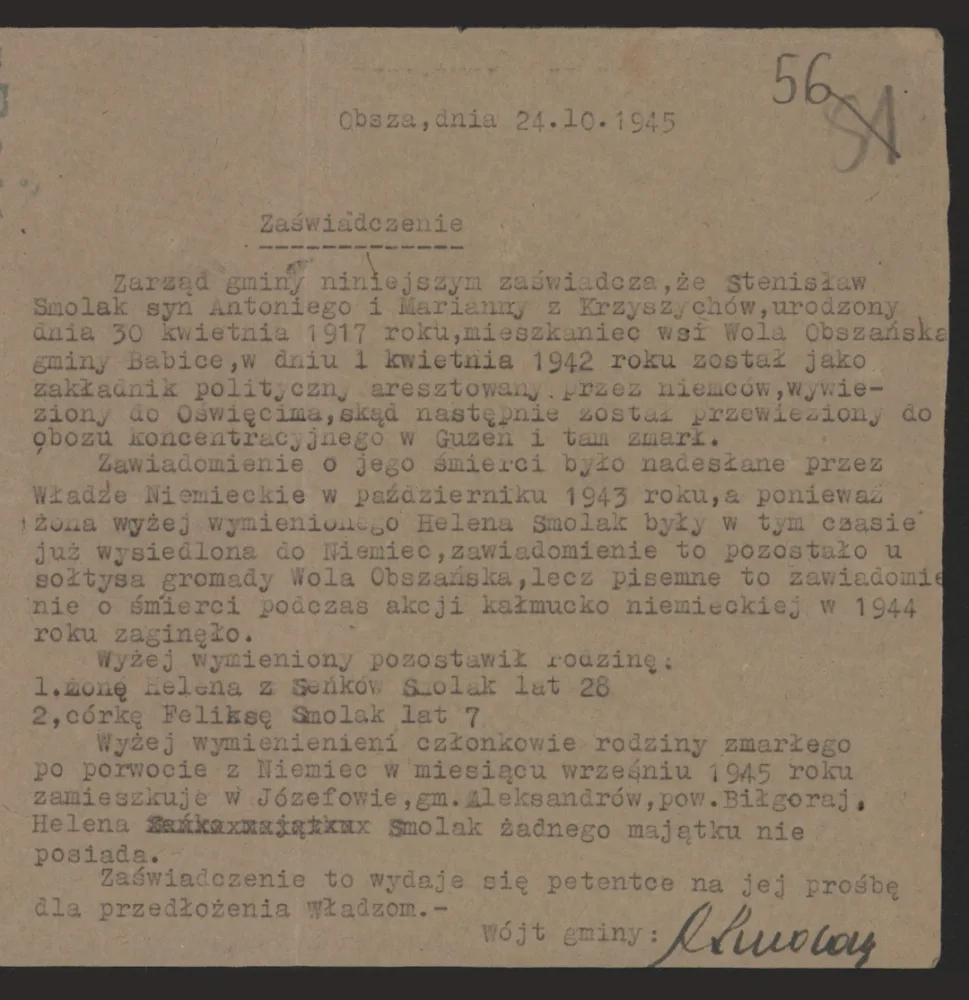 56
51
Obsza,dnia 24.10.1945
Zaświadczenie
Zarząd gminy niniejszym zaświadcza,że Stenisław
Smolak syn Antoniego i Marianny z Krzyszychów,urodzony
dnia 30 kwietnia 1917 roku,mieszkaniec wsi Wola Obszańska
gminy Babice,w dniu 1 kwietnia 1942 roku został jako
zakładnik polityczny aresztowany przez niemców,wywie-
ziony do Oświęcima,skąd następnie został przewieziony do
obozu koncentracyjnego w Guzen i tam zmarł.
Zawiadomienie o jego śmierci było nadesłane przez
Władze Niemieckie w październiku 1943 roku,a ponieważ
żona wyżej wymienionego Helena Smolak były w tym czasie
już wysiedlona do Niemiec,zawiadomienie to pozostało u
sołtysa gromady Wola Obszańska,lecz pisemne to zawiadomie
nie o śmierci podczas akcji kałmucko niemieckiej w 1944
roku zaginęło.
Wyżej wymieniony pozostawił rodzinę:
1.żonę Helena z Seńków Smolak lat 28
2,córkę Feliksę Smolak lat 7
Wyżej wymienienieni członkowie rodziny zmarłego
po porwocie z Niemiec w miesiącu wrześniu 1945 roku
zamieszkuje w Józefowie,gm.Aleksandrów,pow.Biłgoraj.
Helena Smolak żadnego majątku nie
posiada.
Zaświadczenie to wydaje się petentce na jej prośbę
dla przedłożenia Władzom.-
Wójt gminy: